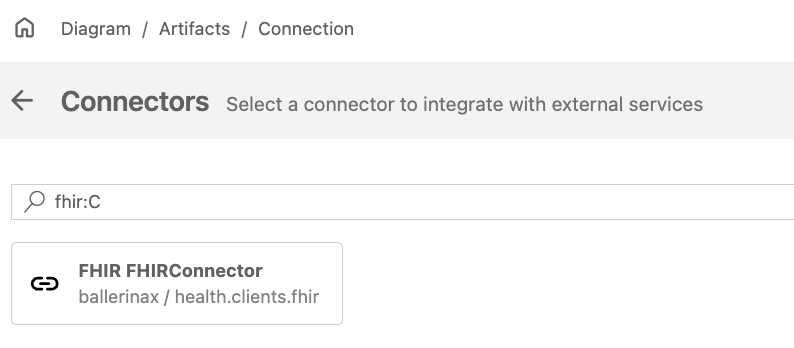 Diagram / Artifacts / Connection
Connectors Select a connector to integrate with external services
fhir:C
FHIR FHIRConnector
ballerinax / health.clients.fhir